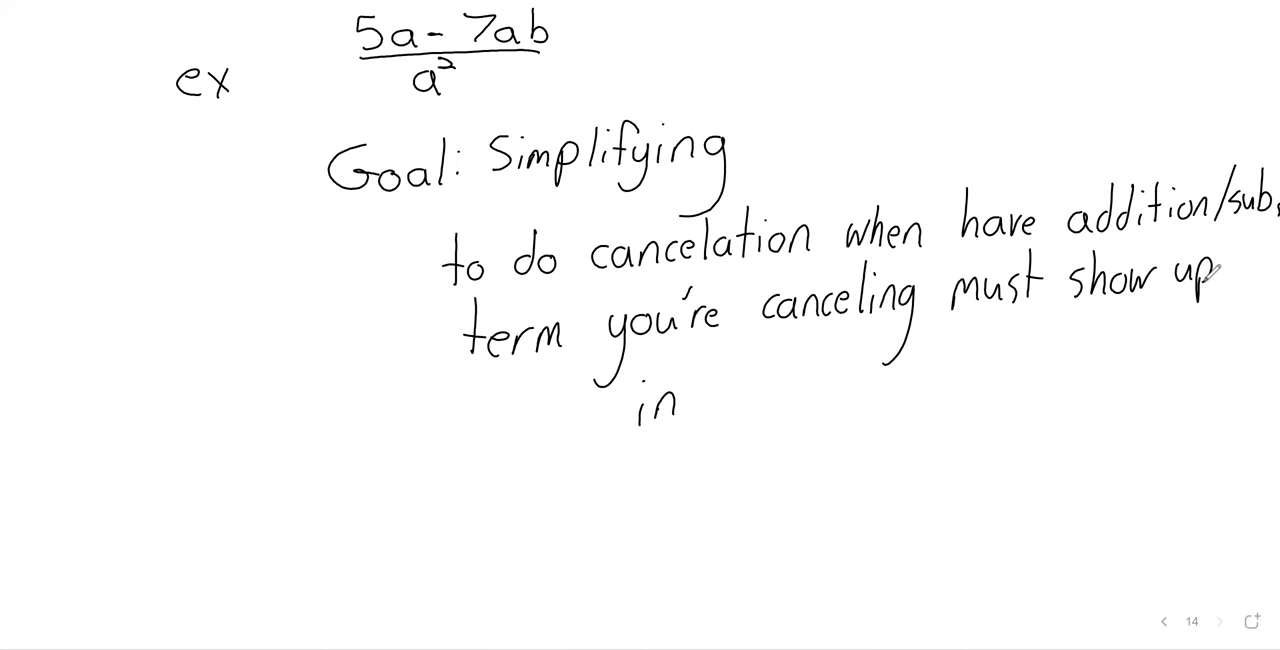 5a - 7ab
a²
ex
Goal: Simplifying
to do cancelation when have addition/sub.
term you're canceling must show up
in
< 14 >